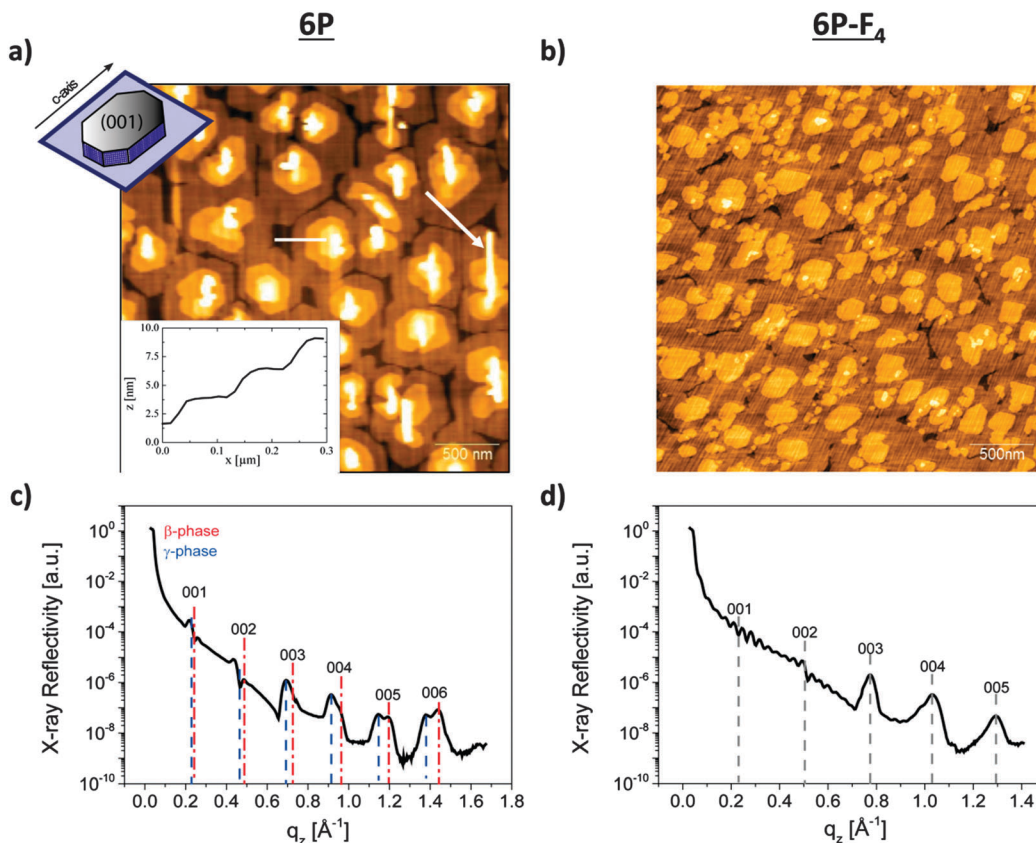 6P
6P-F₄
a)
b)
c-axis
(001)
10.0
7.5
5.0
2.5
0.0
z [nm]
0.0 0.1 0.2 0.3
x [µm]
500 nm
500nm
c)
d)
β-phase
γ-phase
001
002
003
004
005
006
10⁰
10⁻²
10⁻⁴
10⁻⁶
10⁻⁸
10⁻¹⁰
X-ray Reflectivity [a.u.]
0.0 0.2 0.4 0.6 0.8 1.0 1.2 1.4 1.6 1.8
q_z [Å⁻¹]
001
002
003
004
005
10⁰
10⁻²
10⁻⁴
10⁻⁶
10⁻⁸
10⁻¹⁰
X-ray Reflectivity [a.u.]
0.0 0.2 0.4 0.6 0.8 1.0 1.2 1.4
q_z [Å⁻¹]